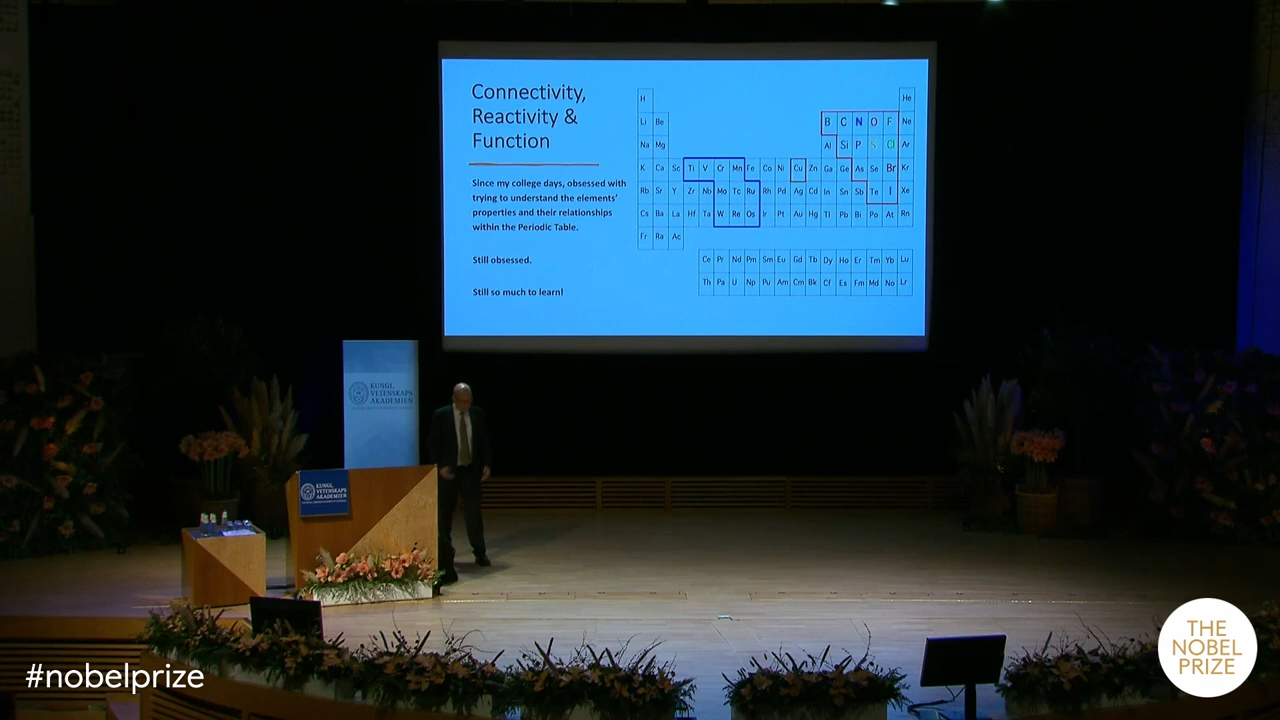 Connectivity,
Reactivity &
Function
Since my college days, obsessed with
trying to understand the elements'
properties and their relationships
within the Periodic Table.
Still obsessed.
Still so much to learn!
H He
Li Be B C N O F Ne
Na Mg Al Si P S Cl Ar
K Ca Sc Ti V Cr Mn Fe Co Ni Cu Zn Ga Ge As Se Br Kr
Rb Sr Y Zr Nb Mo Tc Ru Rh Pd Ag Cd In Sn Sb Te I Xe
Cs Ba La Hf Ta W Re Os Ir Pt Au Hg Tl Pb Bi Po At Rn
Fr Ra Ac
Ce Pr Nd Pm Sm Eu Gd Tb Dy Ho Er Tm Yb Lu
Th Pa U Np Pu Am Cm Bk Cf Es Fm Md No Lr
KUNGL.
VETENSKAPS
AKADEMIEN
KUNGL.
VETENSKAPS
AKADEMIEN
#nobelprize
THE
NOBEL
PRIZE